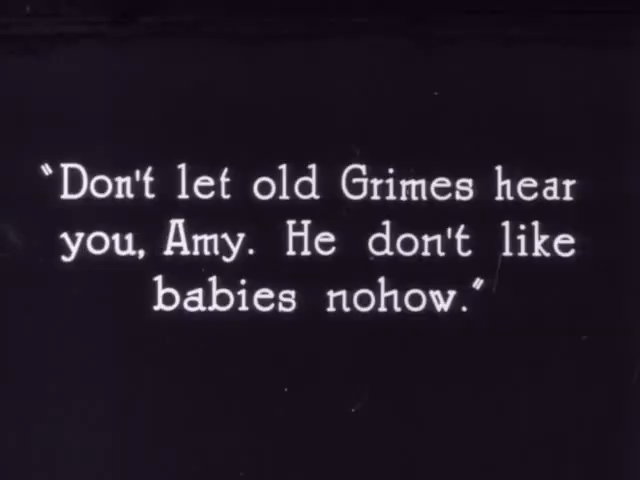 "Don't let old Grimes hear
you, Amy. He don't like
babies nohow."